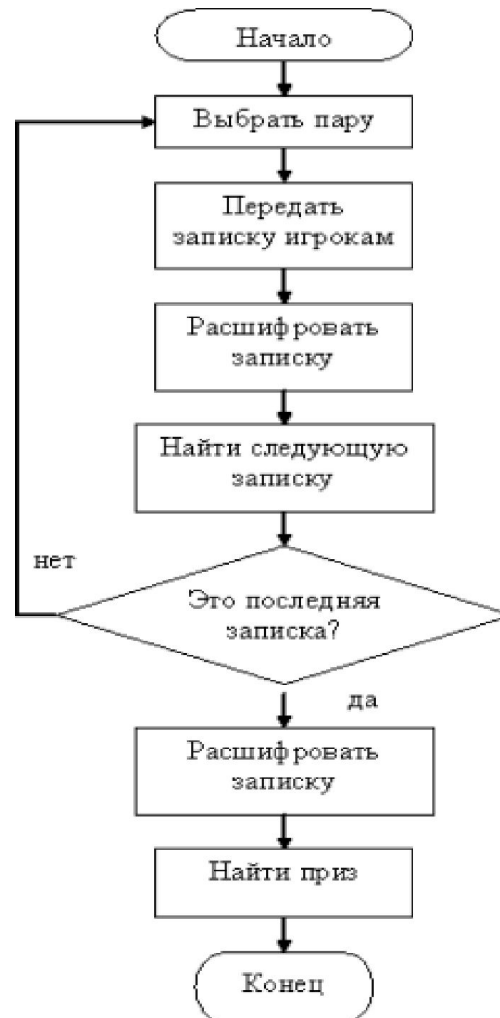 Начало
Выбрать пару
Передать
записку игрокам
Расшифровать
записку
Найти следующую
записку
нет
Это последняя
записка?
да
Расшифровать
записку
Найти приз
Конец